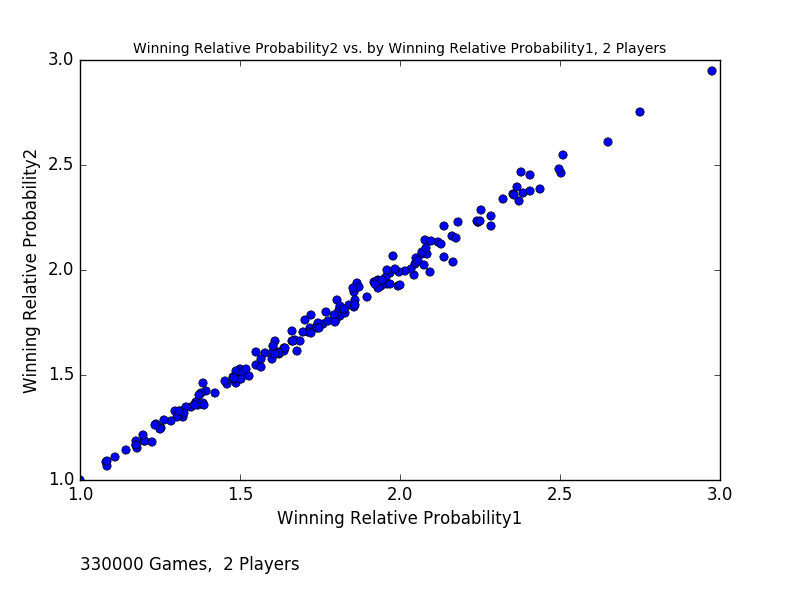 Winning Relative Probability2 vs. by Winning Relative Probability1, 2 Players
3.0
2.5
2.0
1.5
1.0
Winning Relative Probability2
1.0 1.5 2.0 2.5 3.0
Winning Relative Probability1
330000 Games,  2 Players